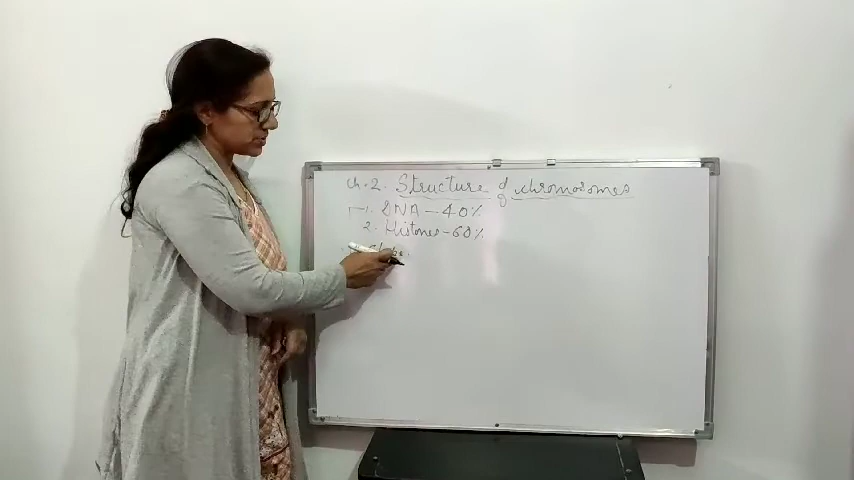 Ch. 2. Structure of chromosomes
1. DNA - 40%
2. Histones - 60%